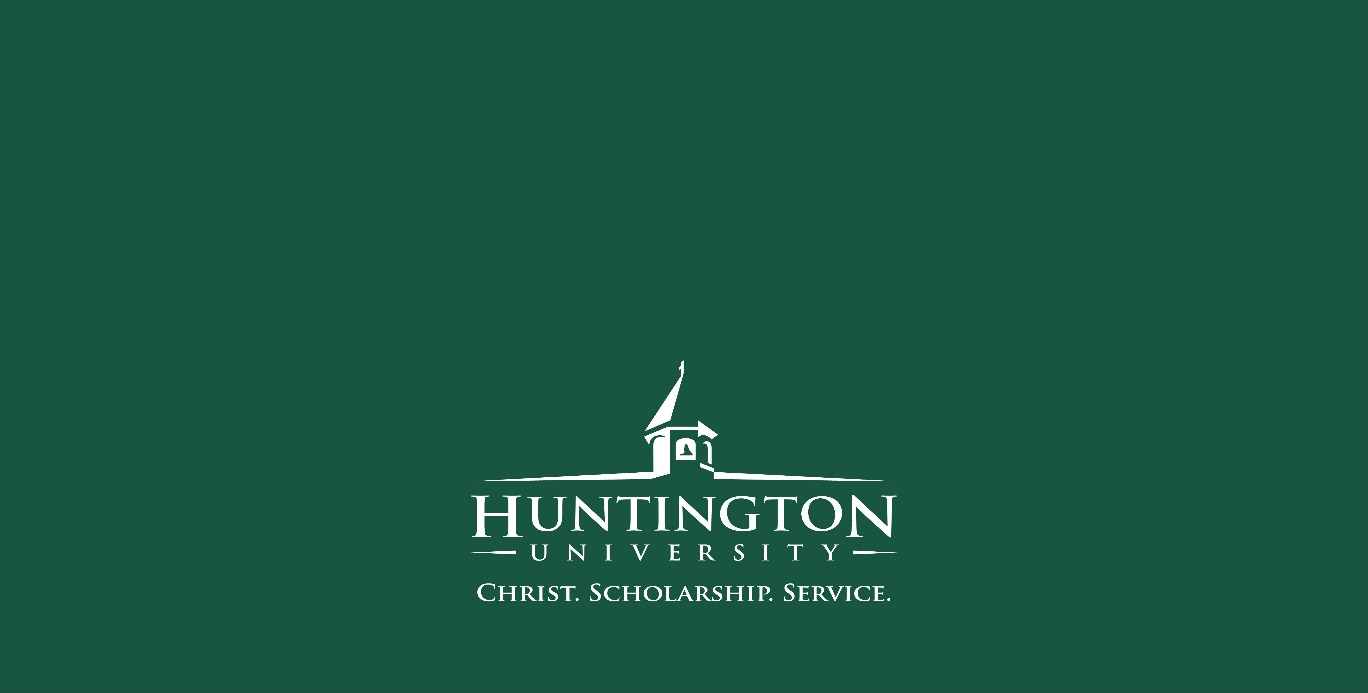 HUNTINGTON
UNIVERSITY
CHRIST. SCHOLARSHIP. SERVICE.